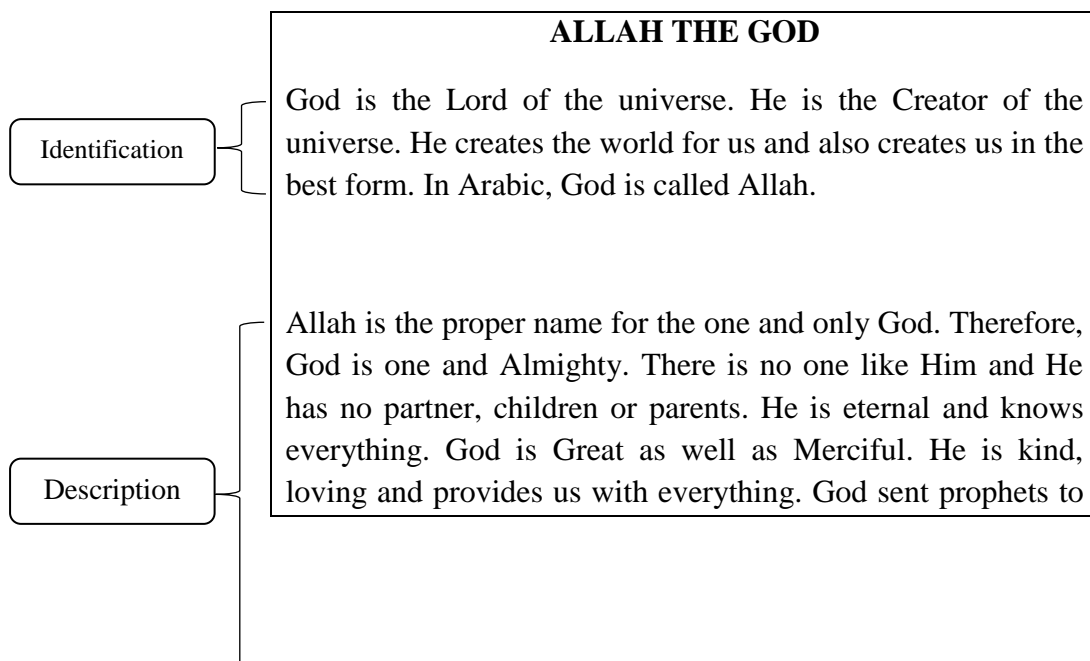 ALLAH THE GOD
God is the Lord of the universe. He is the Creator of the
universe. He creates the world for us and also creates us in the
best form. In Arabic, God is called Allah.
Identification
Allah is the proper name for the one and only God. Therefore,
God is one and Almighty. There is no one like Him and He
has no partner, children or parents. He is eternal and knows
everything. God is Great as well as Merciful. He is kind,
loving and provides us with everything. God sent prophets to
Description